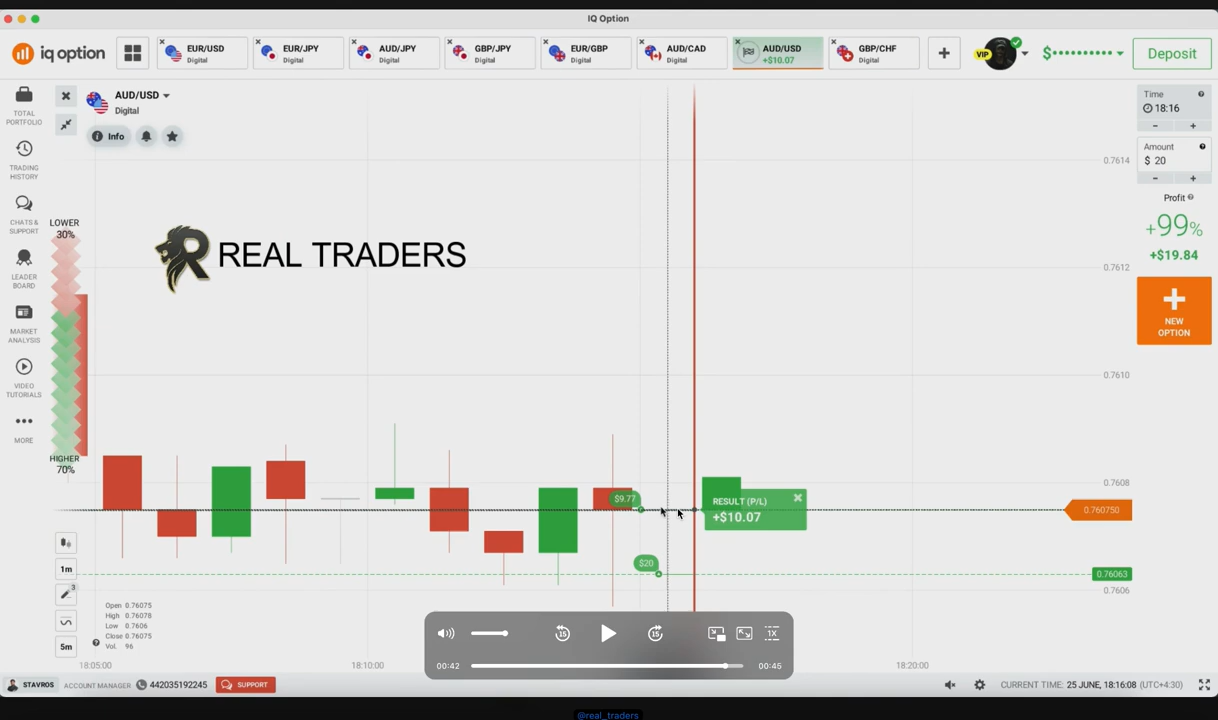 IQ Option
iq option
EUR/USD
Digital
EUR/JPY
Digital
AUD/JPY
Digital
GBP/JPY
Digital
EUR/GBP
Digital
AUD/CAD
Digital
AUD/USD
+$10.07
GBP/CHF
Digital
VIP
$••••••••••
Deposit
TOTAL
PORTFOLIO
TRADING
HISTORY
CHATS &
SUPPORT
LEADER
BOARD
MARKET
ANALYSIS
VIDEO
TUTORIALS
MORE
AUD/USD
Digital
Info
LOWER
30%
HIGHER
70%
REAL TRADERS
0.7614
0.7612
0.7610
0.7608
0.760750
0.76063
0.7606
Time
18:16
Amount
$ 20
Profit
+99%
+$19.84
NEW
OPTION
$9.77
$20
RESULT (P/L)
+$10.07
1m
3
5m
Open 0.76075
High 0.76078
Low 0.7606
Close 0.76075
Vol. 96
15
15
1X
00:42
00:45
18:05:00
18:10:00
18:20:00
STAVROS
ACCOUNT MANAGER
442035192245
SUPPORT
CURRENT TIME: 25 JUNE, 18:16:08 (UTC+4:30)
@real_traders